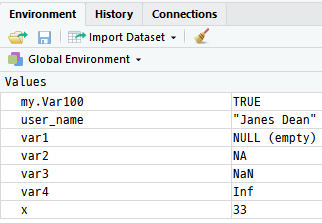 Environment History Connections
Import Dataset
Global Environment
Values
my.Var100 TRUE
user_name "Janes Dean"
var1 NULL (empty)
var2 NA
var3 NaN
var4 Inf
x 33